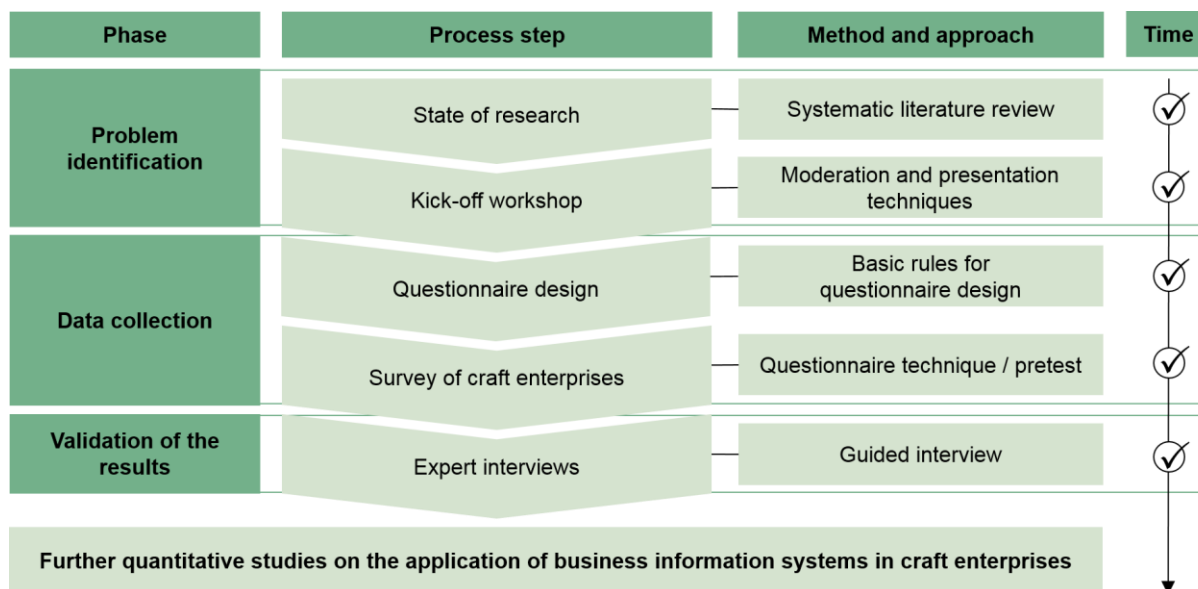 Phase
Process step
Method and approach
Time
Problem
identification
State of research
Systematic literature review
Kick-off workshop
Moderation and presentation
techniques
Data collection
Questionnaire design
Basic rules for
questionnaire design
Survey of craft enterprises
Questionnaire technique / pretest
Validation of the
results
Expert interviews
Guided interview
Further quantitative studies on the application of business information systems in craft enterprises